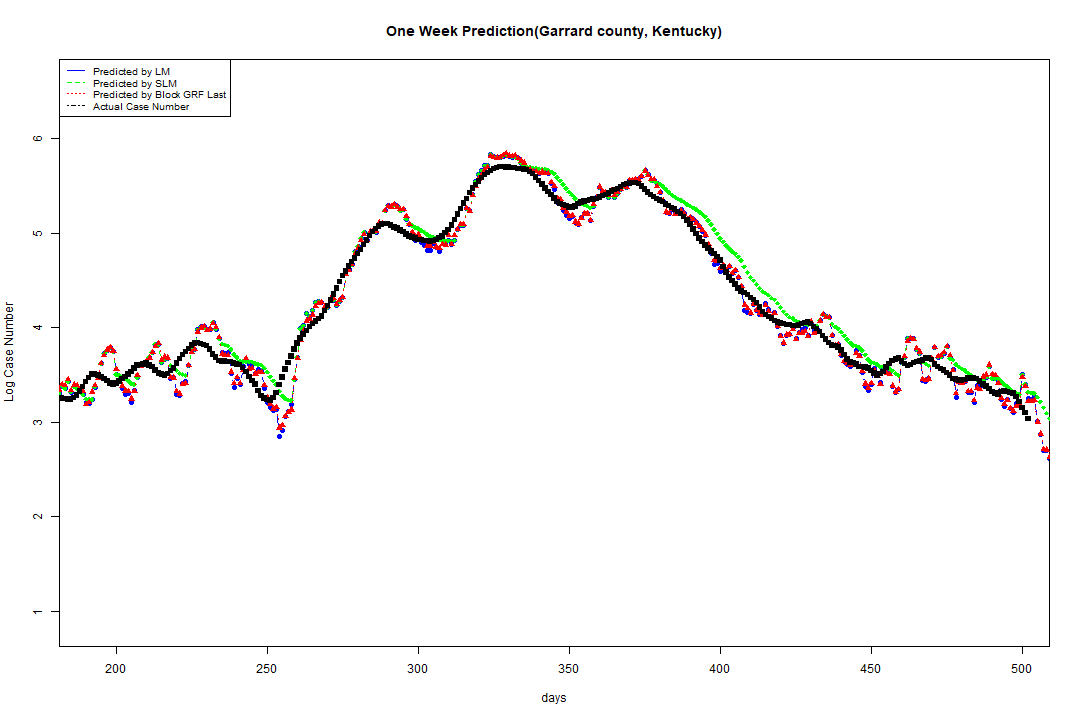 One Week Prediction(Garrard county, Kentucky)
Predicted by LM
Predicted by SLM
Predicted by Block GRF Last
Actual Case Number
Log Case Number
6
5
4
3
2
1
200 250 300 350 400 450 500
days